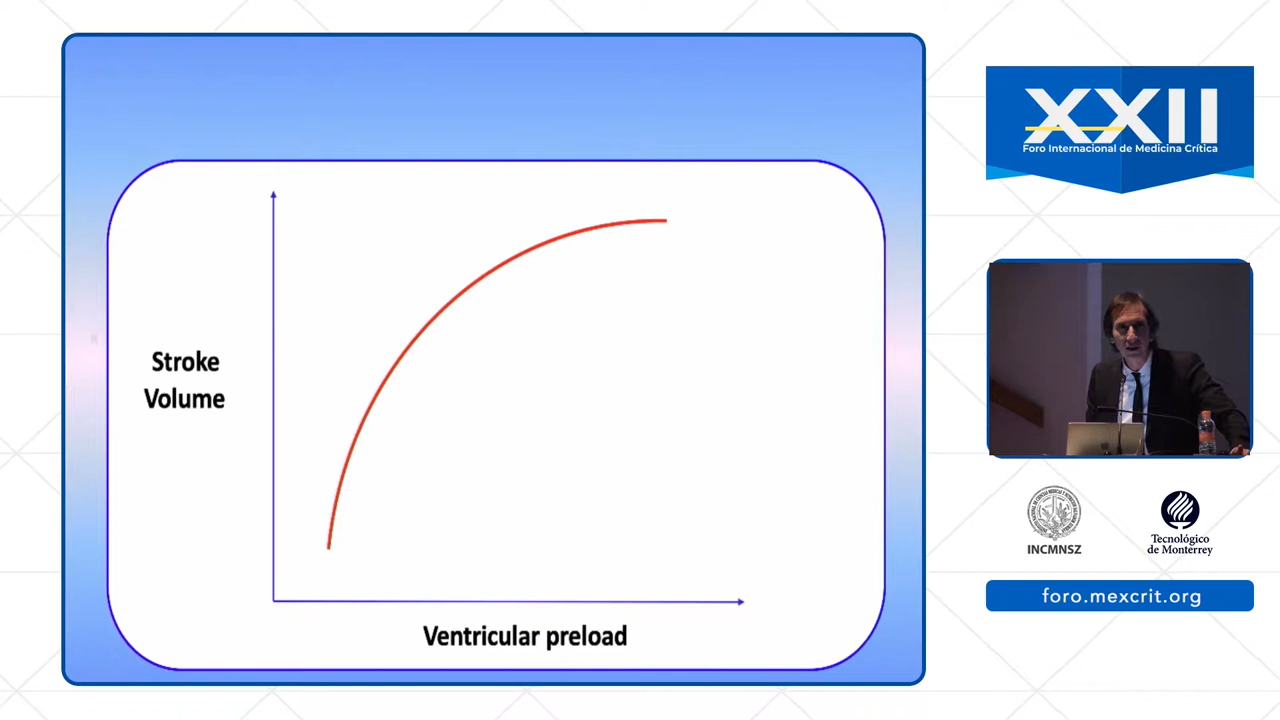 Stroke
Volume
Ventricular preload
XXII
Foro Internacional de Medicina Crítica
INCMNSZ
Tecnológico
de Monterrey
foro.mexcrit.org